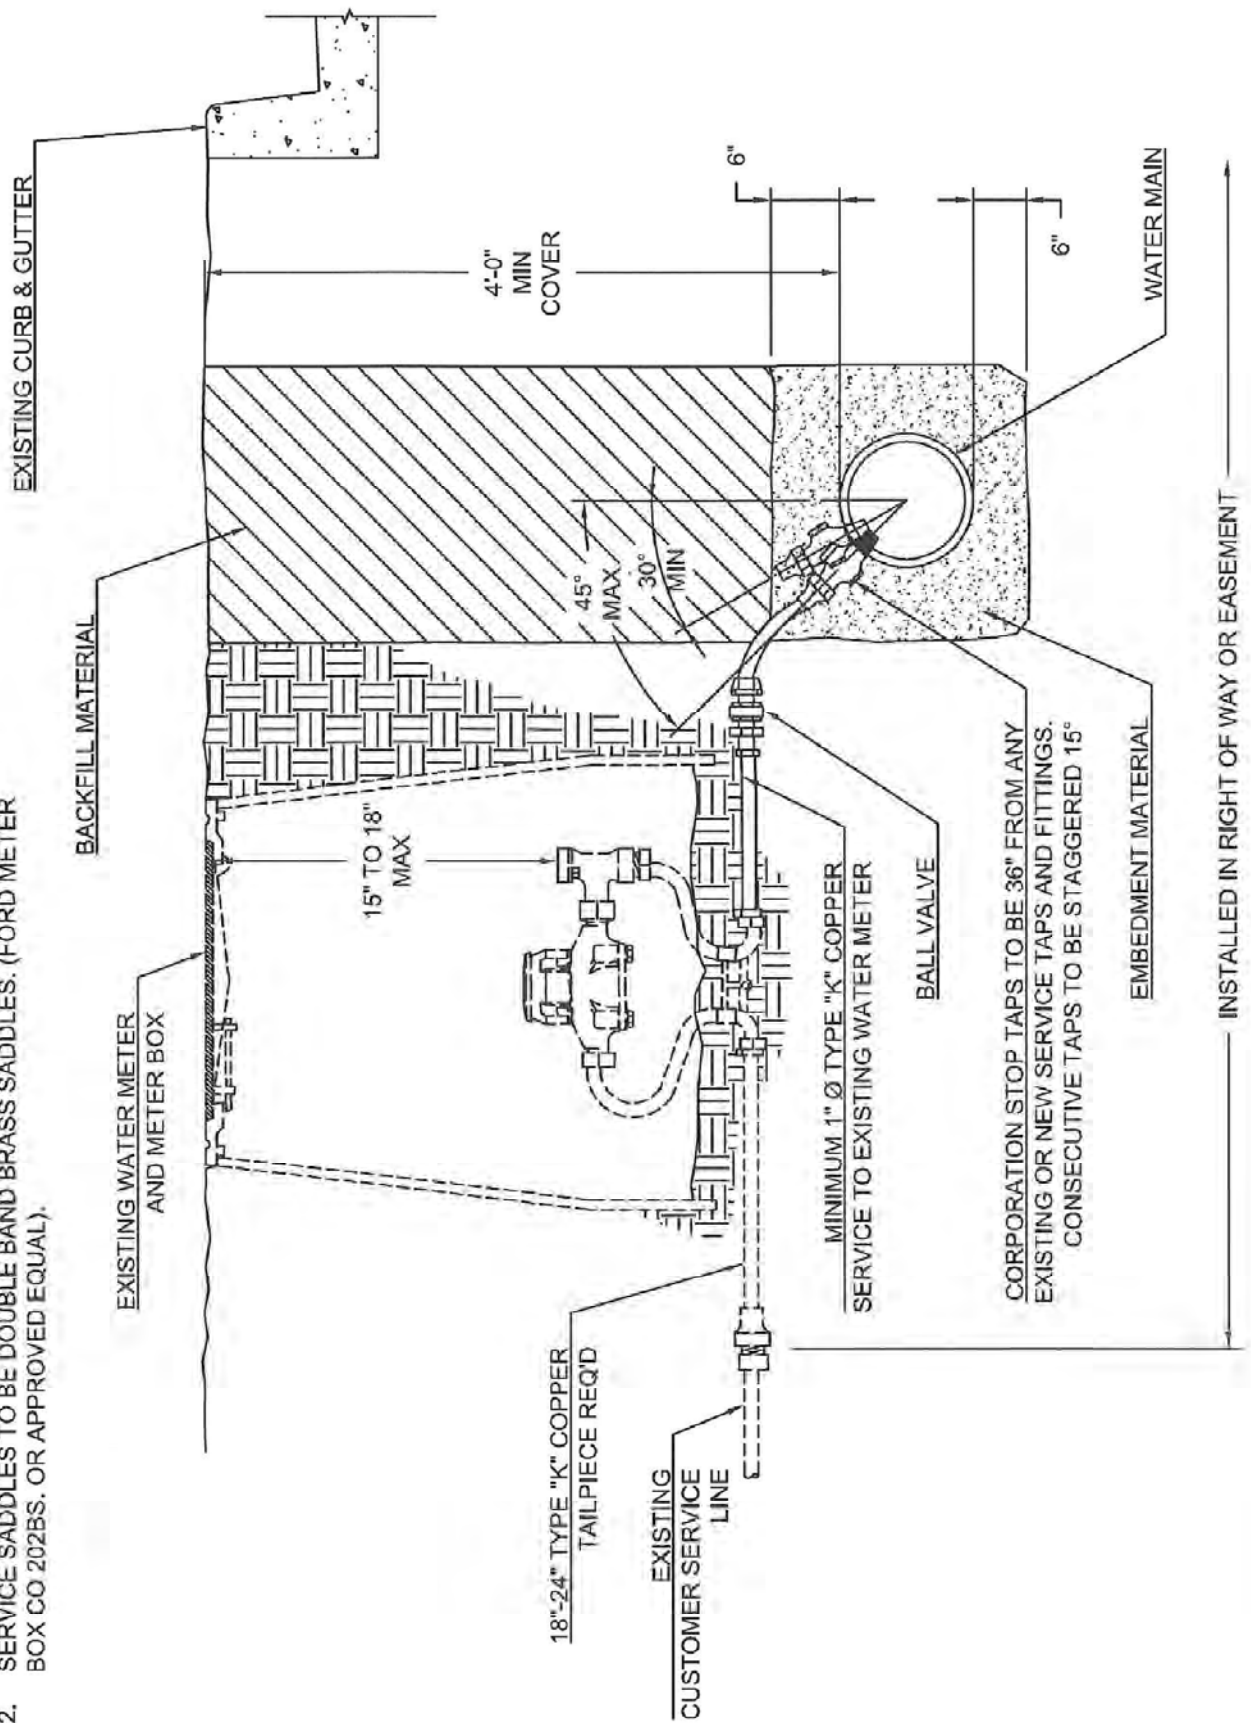 2. SERVICE SADDLES TO BE DOUBLE BAND BRASS SADDLES. (FORD METER
BOX CO 202BS. OR APPROVED EQUAL).
EXISTING CURB & GUTTER
BACKFILL MATERIAL
EXISTING WATER METER
AND METER BOX
15" TO 18"
MAX
4'-0"
MIN
COVER
6"
6"
45°
MAX
30°
MIN
WATER MAIN
18"-24" TYPE "K" COPPER
TAILPIECE REQ'D
EXISTING
CUSTOMER SERVICE
LINE
MINIMUM 1" Ø TYPE "K" COPPER
SERVICE TO EXISTING WATER METER
BALL VALVE
CORPORATION STOP TAPS TO BE 36" FROM ANY
EXISTING OR NEW SERVICE TAPS AND FITTINGS.
CONSECUTIVE TAPS TO BE STAGGERED 15°
EMBEDMENT MATERIAL
INSTALLED IN RIGHT OF WAY OR EASEMENT